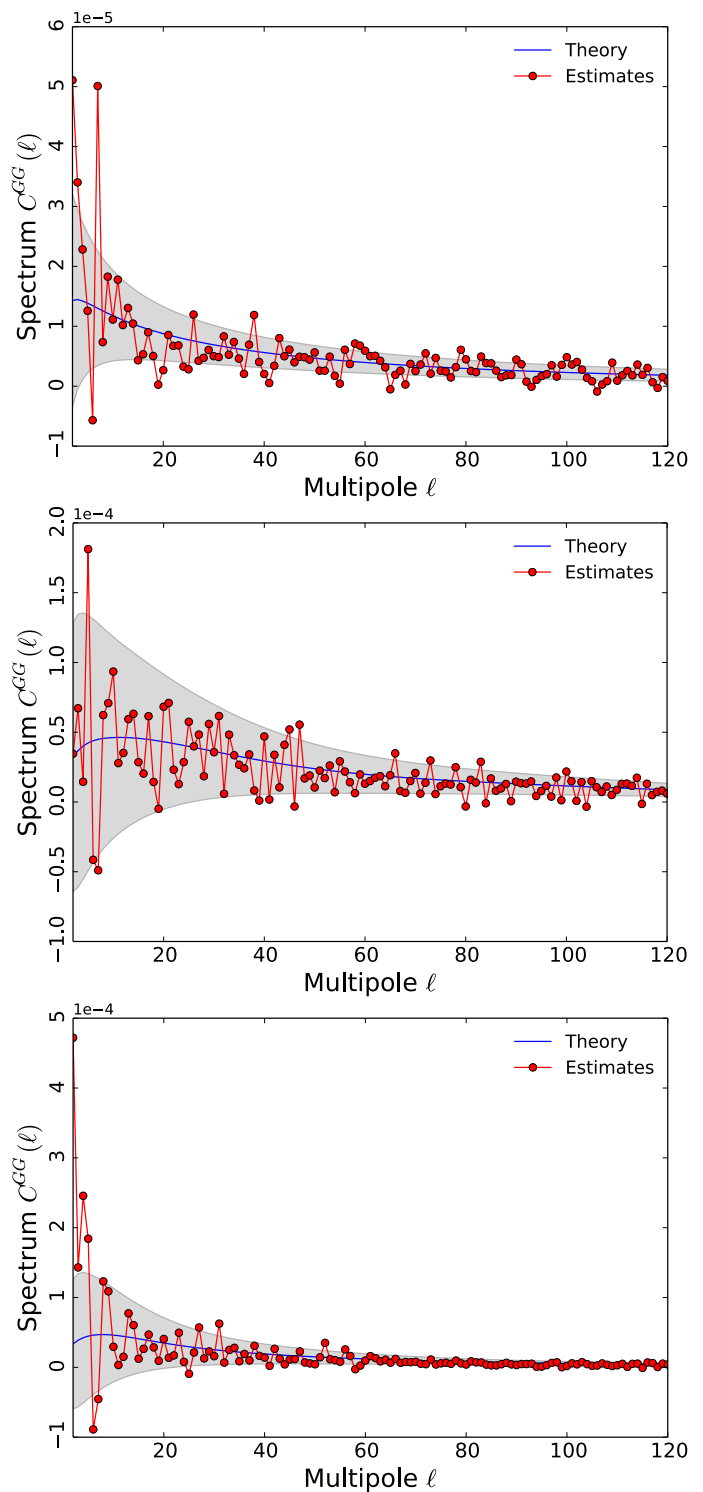 1e−5
6
5
4
3
2
1
0
−1
Spectrum C^{GG}(ℓ)
Theory
Estimates
20 40 60 80 100 120
Multipole ℓ
1e−4
2.0
1.5
1.0
0.5
0.0
−0.5
−1.0
Spectrum C^{GG}(ℓ)
Theory
Estimates
20 40 60 80 100 120
Multipole ℓ
1e−4
5
4
3
2
1
0
−1
Spectrum C^{GG}(ℓ)
Theory
Estimates
20 40 60 80 100 120
Multipole ℓ